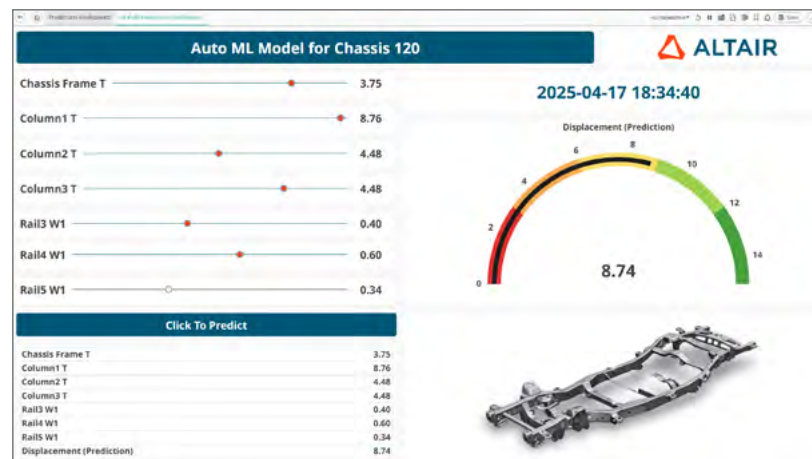 Auto ML Model for Chassis 120
ALTAIR
Chassis Frame T 3.75
Column1 T 8.76
Column2 T 4.48
Column3 T 4.48
Rail3 W1 0.40
Rail4 W1 0.60
Rail5 W1 0.34
Click To Predict
Chassis Frame T 3.75
Column1 T 8.76
Column2 T 4.48
Column3 T 4.48
Rail3 W1 0.40
Rail4 W1 0.60
Rail5 W1 0.34
Displacement (Prediction) 8.74
2025-04-17 18:34:40
Displacement (Prediction)
0
2
4
6
8
10
12
14
8.74